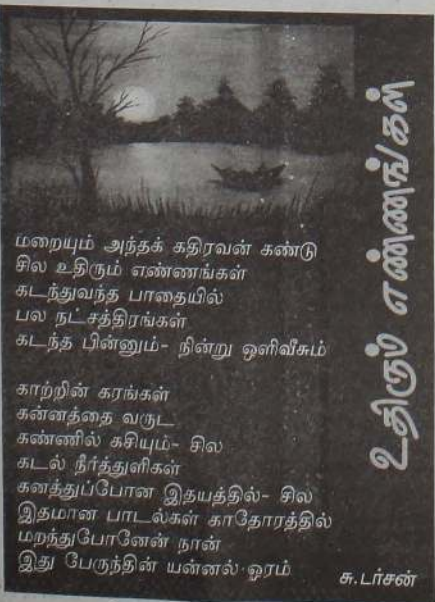 உதிரும் எண்ணங்கள்
மறையும் அந்தக் கதிரவன் கண்டு
சில உதிரும் எண்ணங்கள்
கடந்துவந்த பாதையில்
பல நட்சத்திரங்கள்
கடந்த பின்னும்- நின்று ஒளிவீசும்
காற்றின் கரங்கள்
கன்னத்தை வருட
கண்ணில் கசியும்- சில
கடல் நீர்த்துளிகள்
கனத்துப்போன இதயத்தில்- சில
இதமான பாடல்கள் காதோரத்தில்
மறந்துபோனேன் நான்
இது பேருந்தின் யன்னல் ஓரம்
சு.டர்சன்